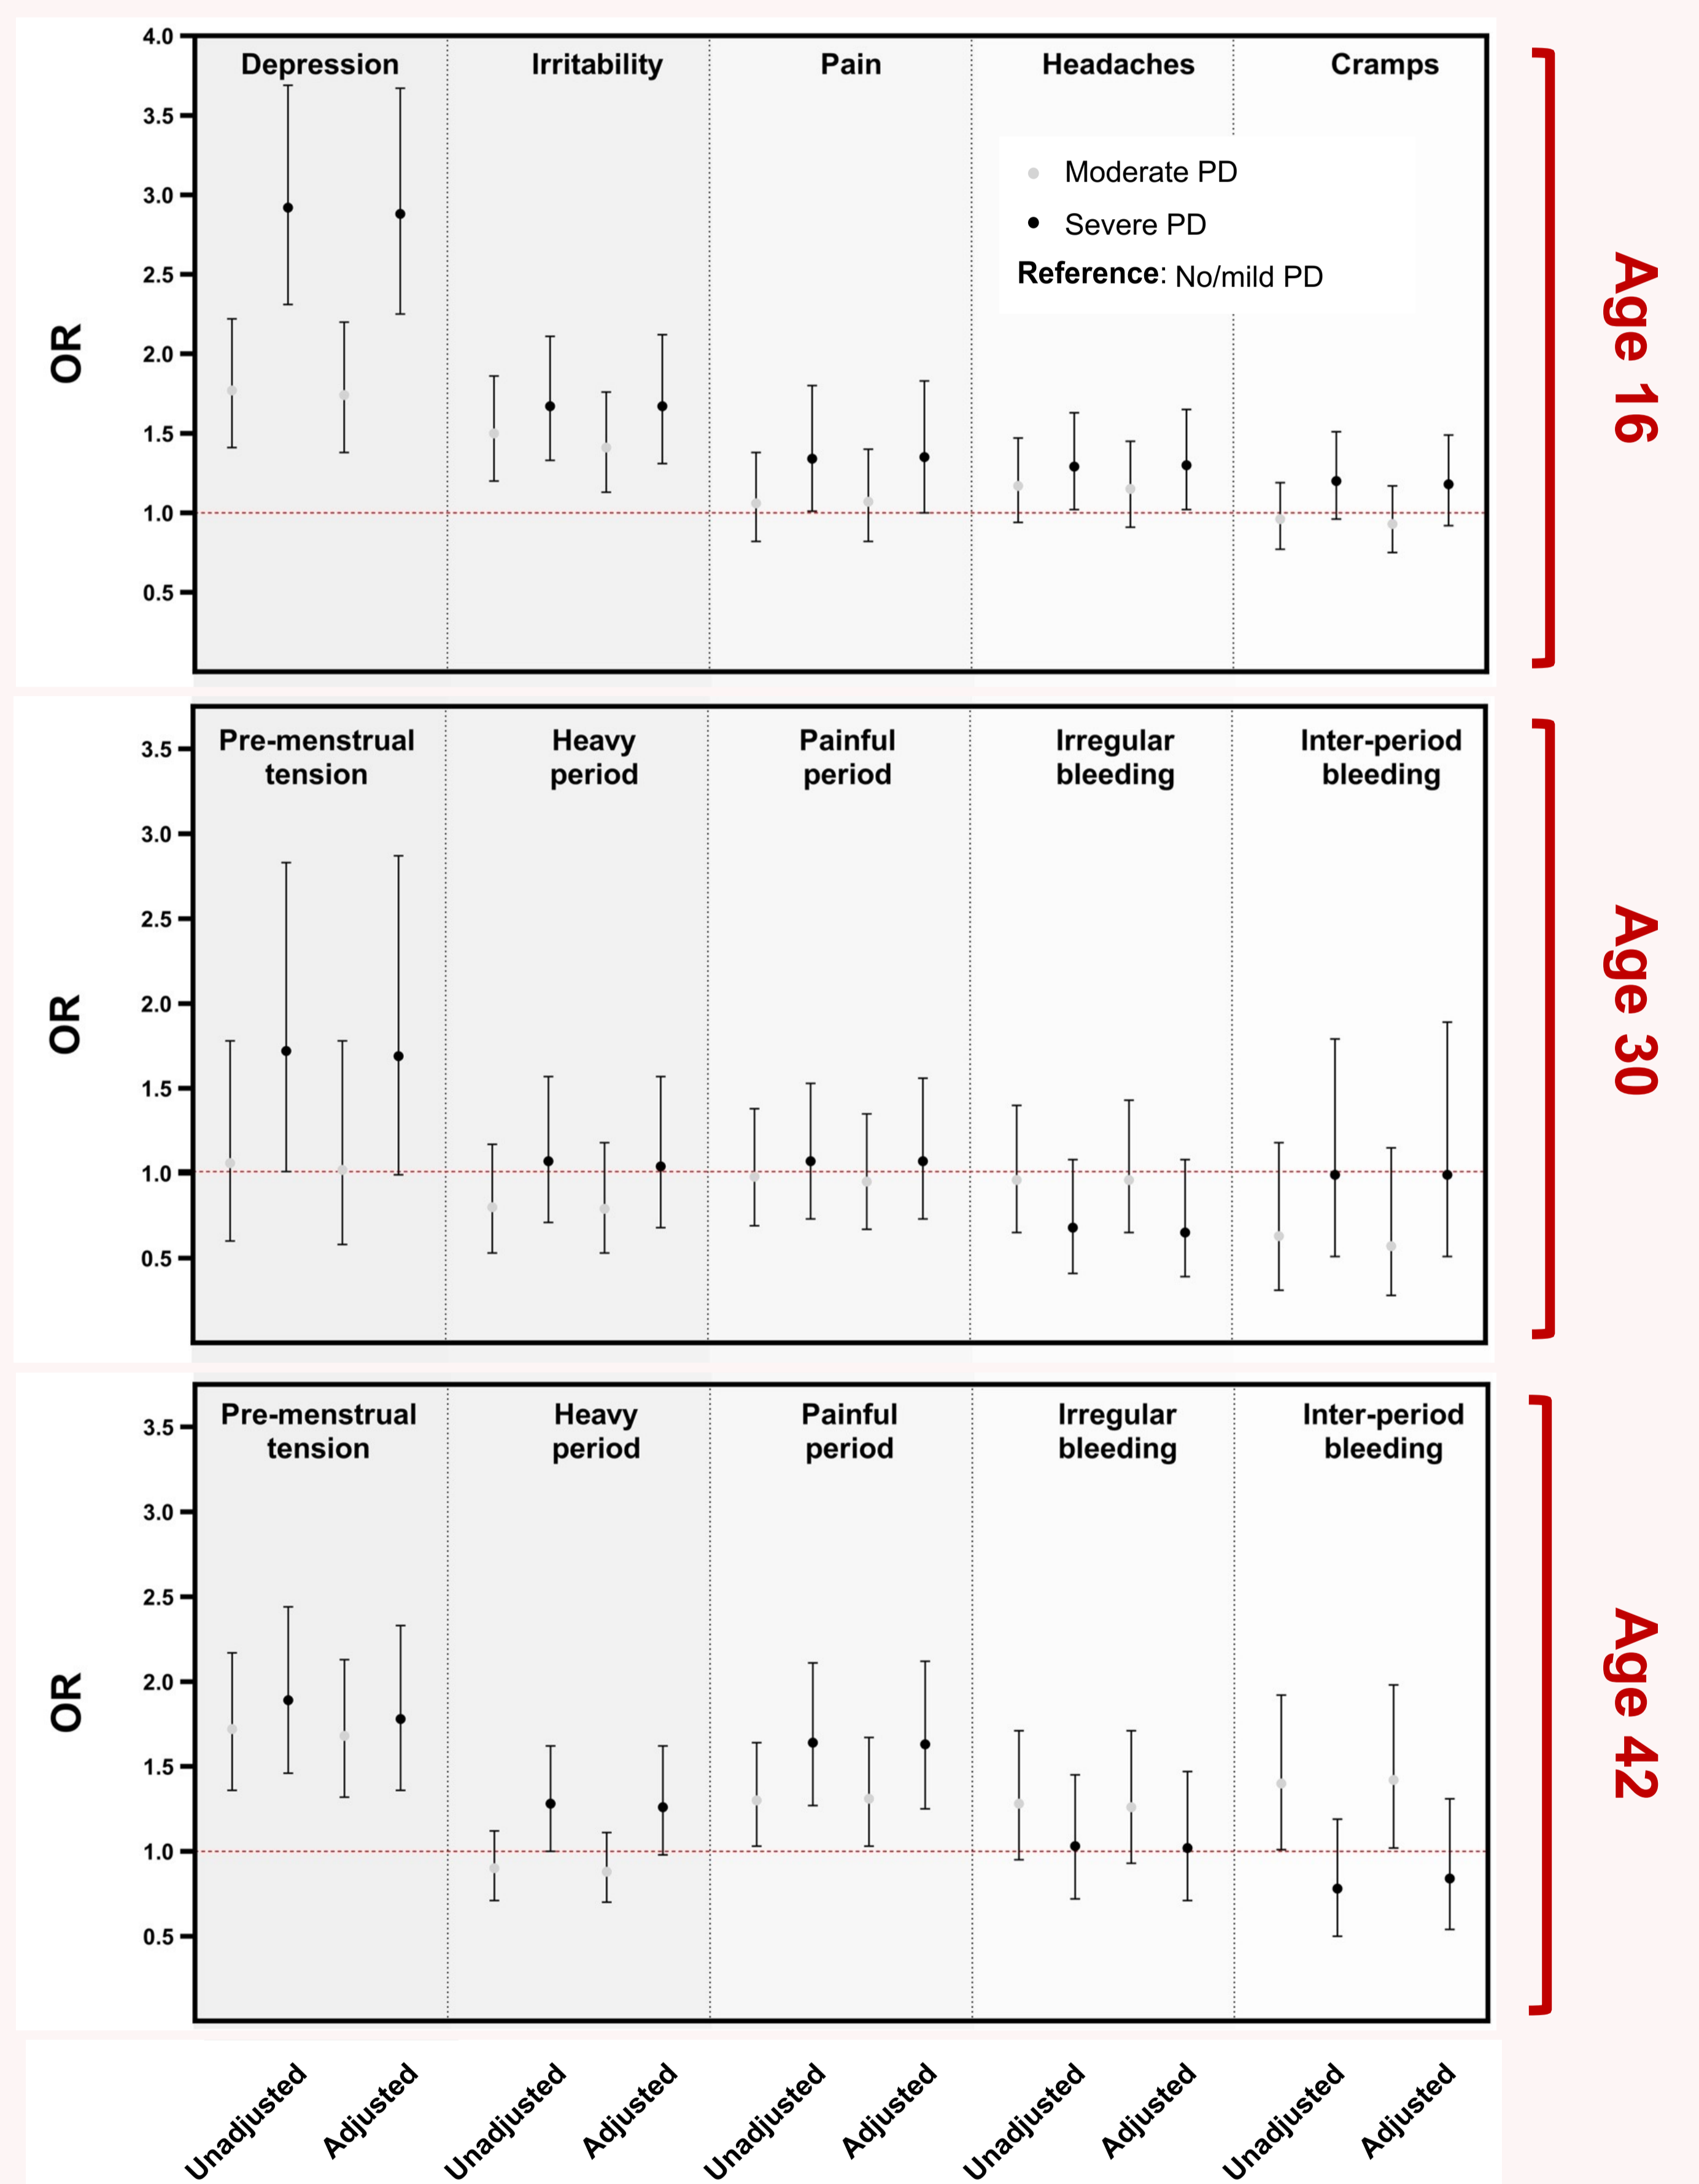 4.0
Depression Irritability Pain Headaches Cramps
3.5
Moderate PD
3.0
Severe PD
2.5
Reference: No/mild PD
OR
2.0
1.5
1.0
0.5
Age 16
Pre-menstrual Heavy Painful Irregular Inter-period
tension period period bleeding bleeding
3.5
3.0
2.5
OR
2.0
1.5
1.0
0.5
Age 30
Pre-menstrual Heavy Painful Irregular Inter-period
tension period period bleeding bleeding
3.5
3.0
2.5
OR
2.0
1.5
1.0
0.5
Age 42
Unadjusted Adjusted Unadjusted Adjusted Unadjusted Adjusted Unadjusted Adjusted Unadjusted Adjusted